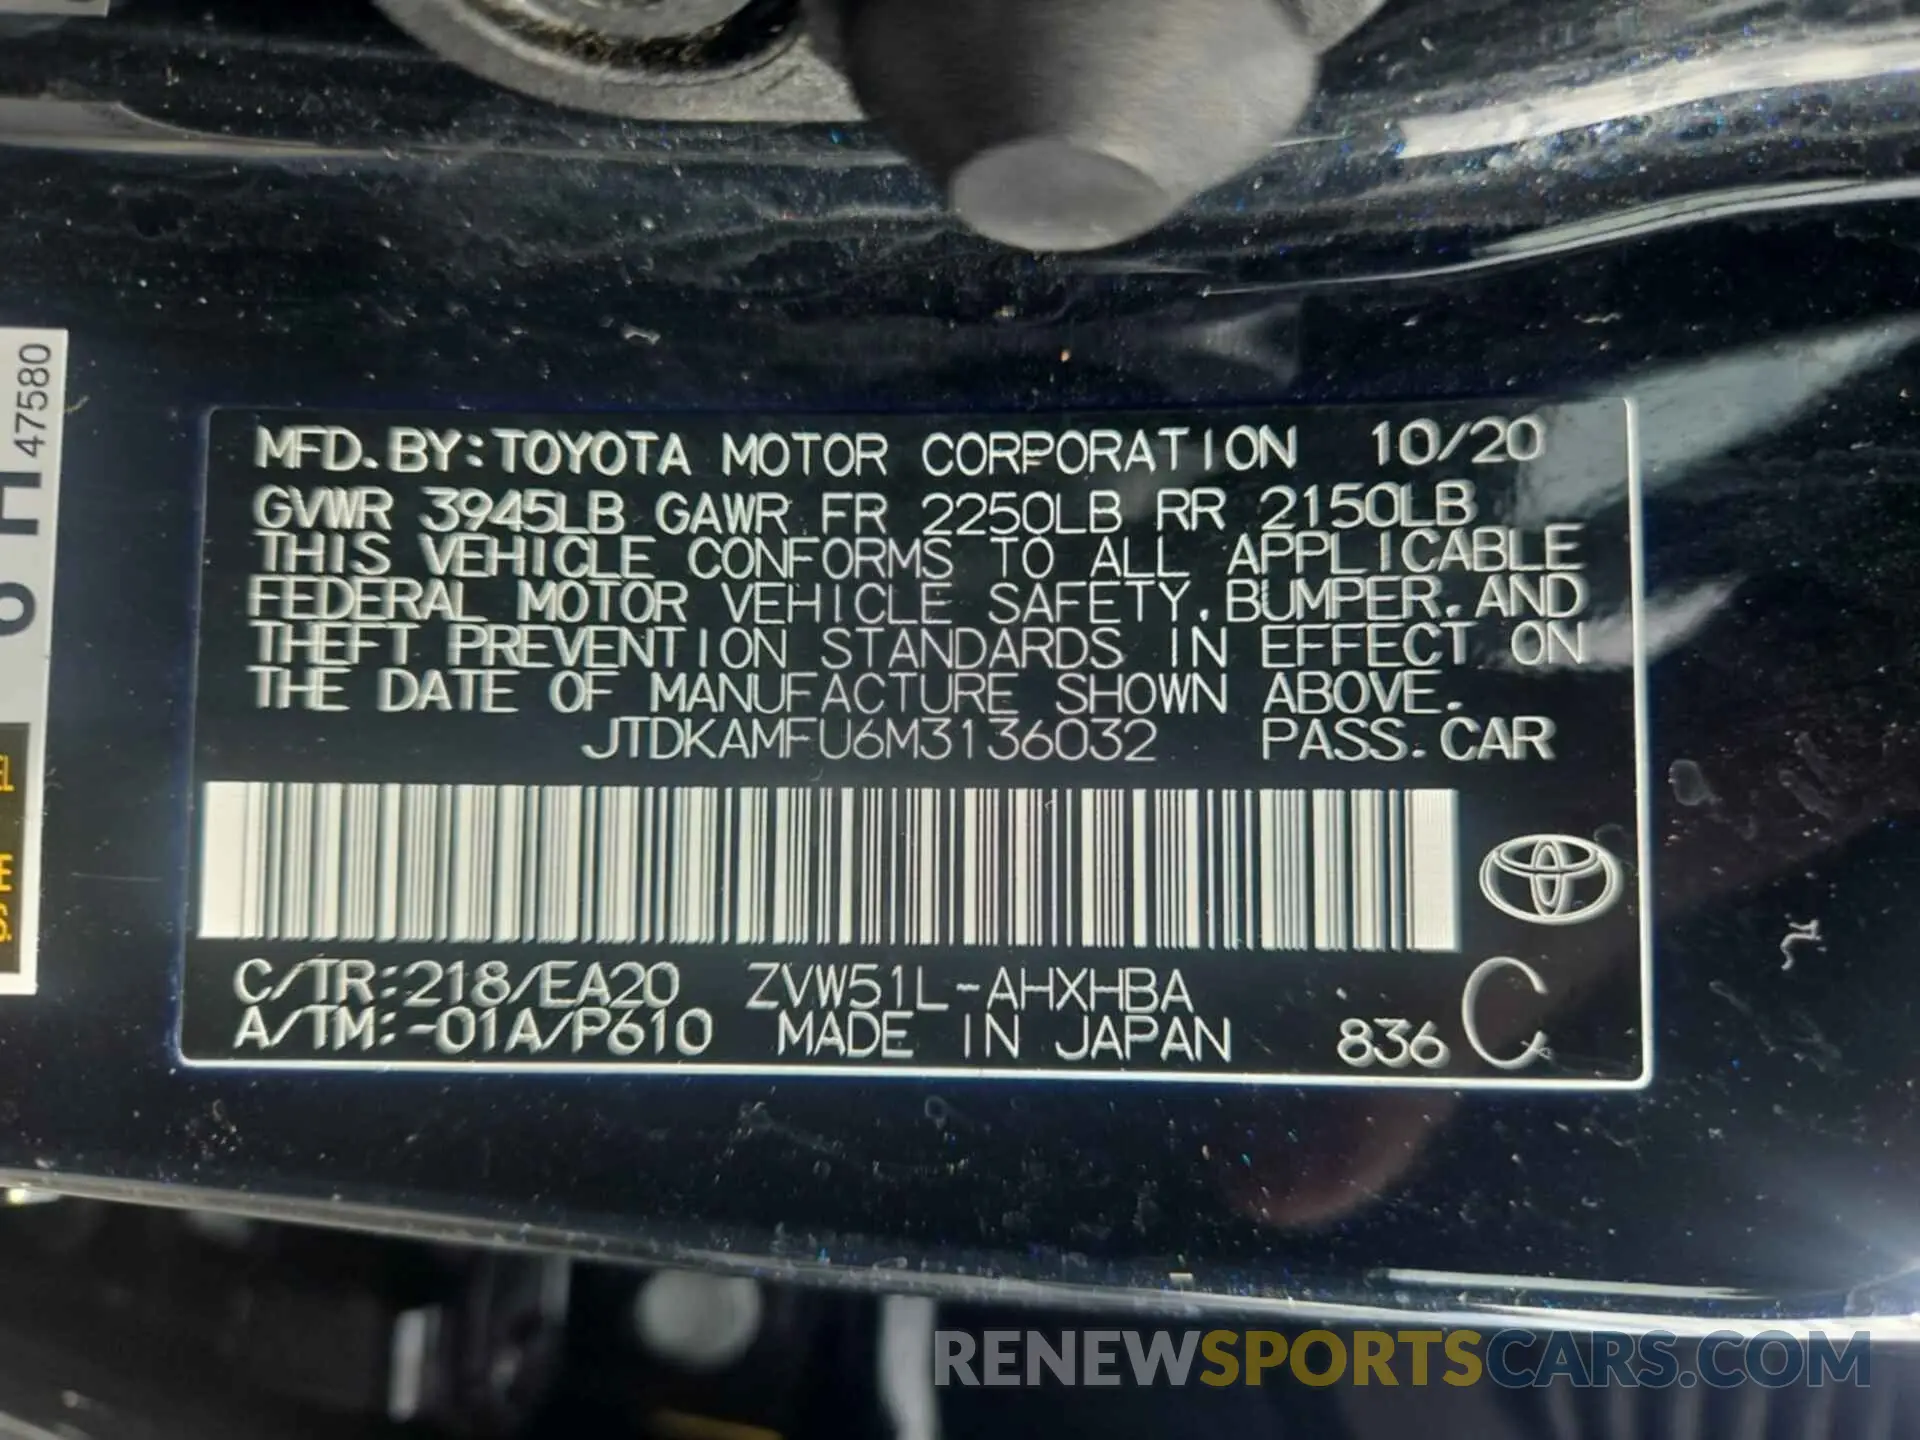 47580
MFD. BY: TOYOTA MOTOR CORPORATION 10/20
GVWR 3945LB GAWR FR 2250LB RR 2150LB
THIS VEHICLE CONFORMS TO ALL APPLICABLE
FEDERAL MOTOR VEHICLE SAFETY, BUMPER, AND
THEFT PREVENTION STANDARDS IN EFFECT ON
THE DATE OF MANUFACTURE SHOWN ABOVE.
JTDKAMFU6M3136032 PASS. CAR
C/TR: 218/EA20 ZVW51L-AHXHBA
A/TM: -01A/P610 MADE IN JAPAN 836 C
RENEWSPORTSCARS.COM